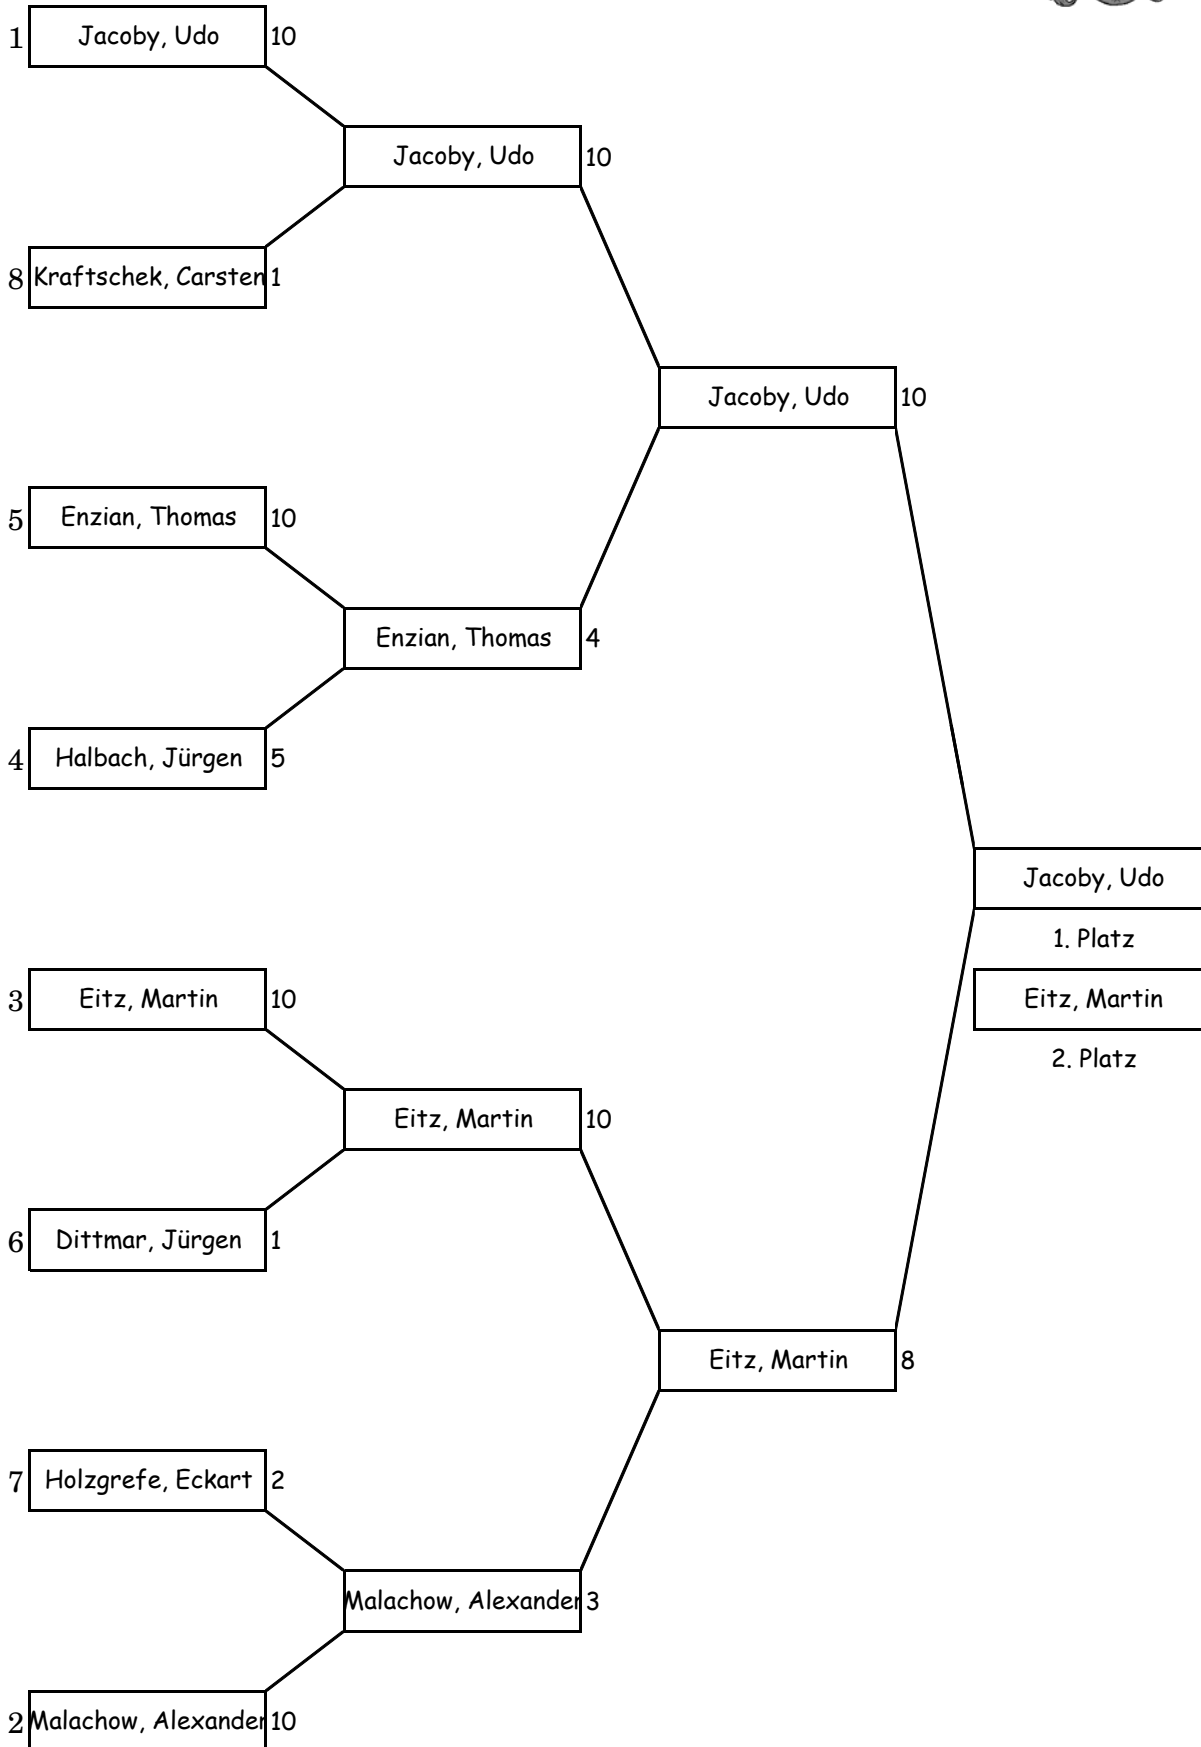 1 Jacoby, Udo 10
Jacoby, Udo 10
8 Kraftschek, Carsten 1
Jacoby, Udo 10
5 Enzian, Thomas 10
Enzian, Thomas 4
4 Halbach, Jürgen 5
Jacoby, Udo
1. Platz
3 Eitz, Martin 10
Eitz, Martin
2. Platz
Eitz, Martin 10
6 Dittmar, Jürgen 1
Eitz, Martin 8
7 Holzgrefe, Eckart 2
Malachow, Alexander 3
2 Malachow, Alexander 10